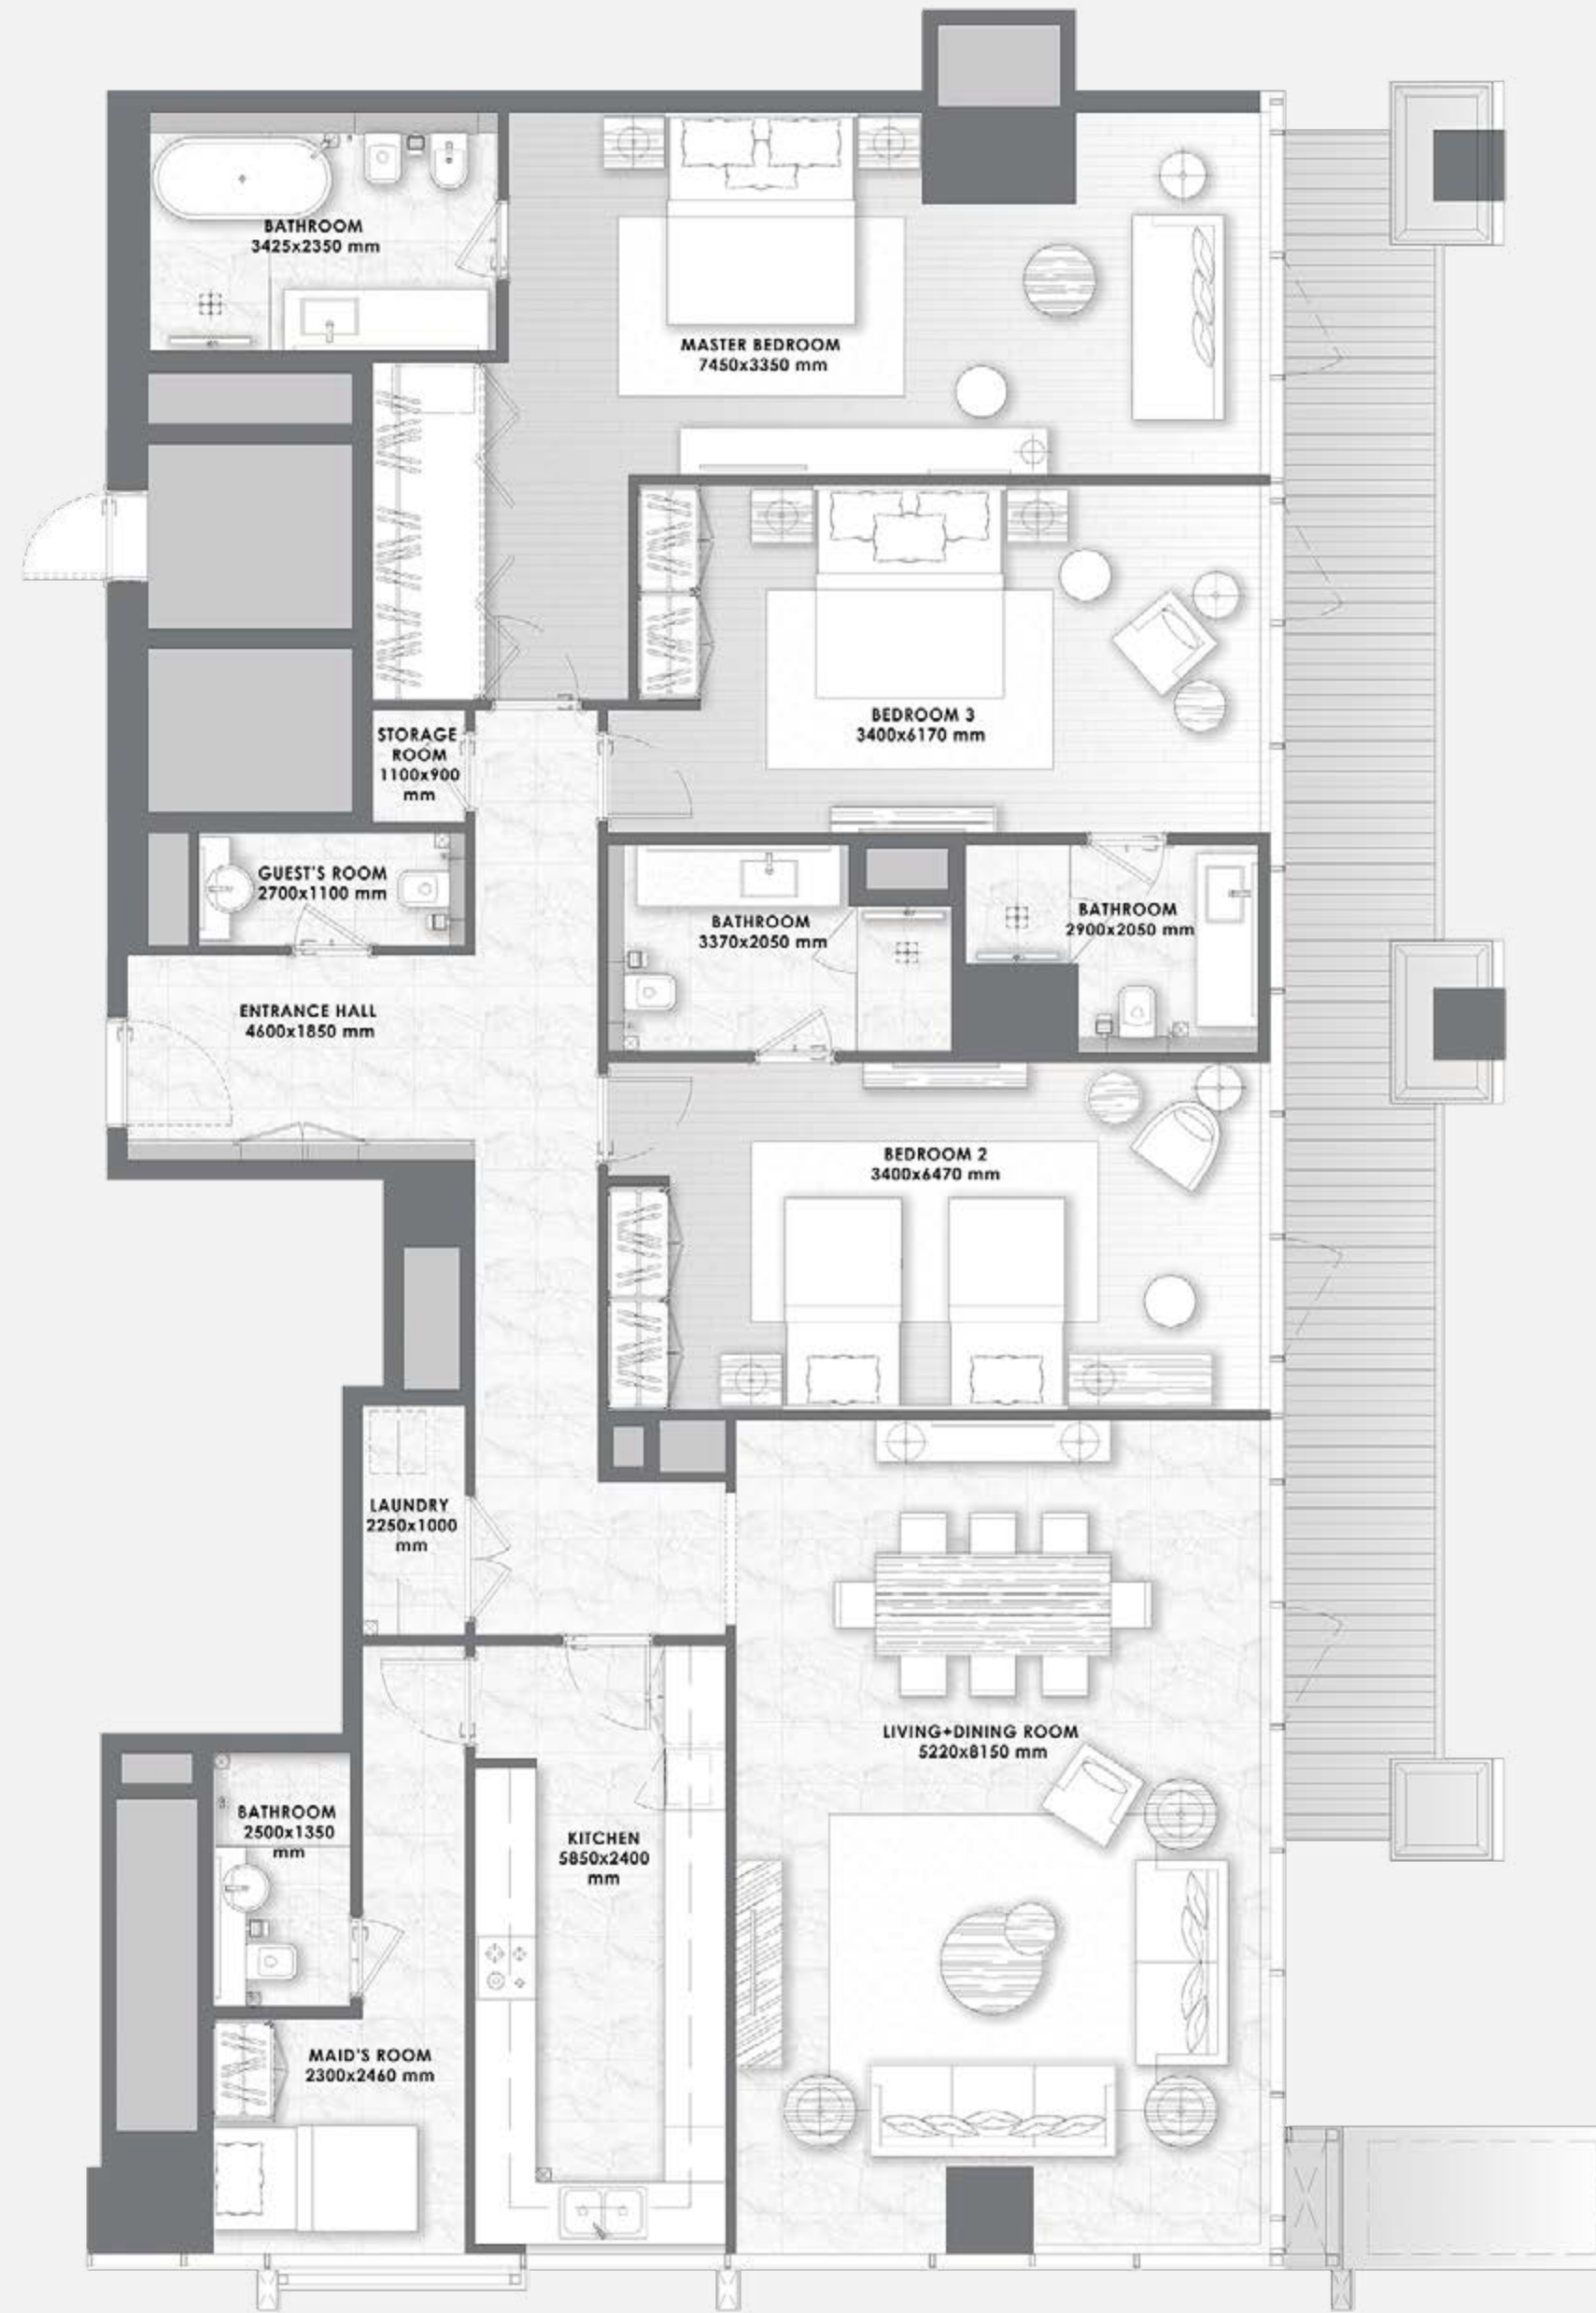 BATHROOM
3425x2350 mm
MASTER BEDROOM
7450x3350 mm
STORAGE
ROOM
1100x900
mm
BEDROOM 3
3400x6170 mm
GUEST'S ROOM
2700x1100 mm
BATHROOM
3370x2050 mm
BATHROOM
2900x2050 mm
ENTRANCE HALL
4600x1850 mm
BEDROOM 2
3400x6470 mm
LAUNDRY
2250x1000
mm
LIVING+DINING ROOM
5220x8150 mm
BATHROOM
2500x1350
mm
KITCHEN
5850x2400
mm
MAID'S ROOM
2300x2460 mm